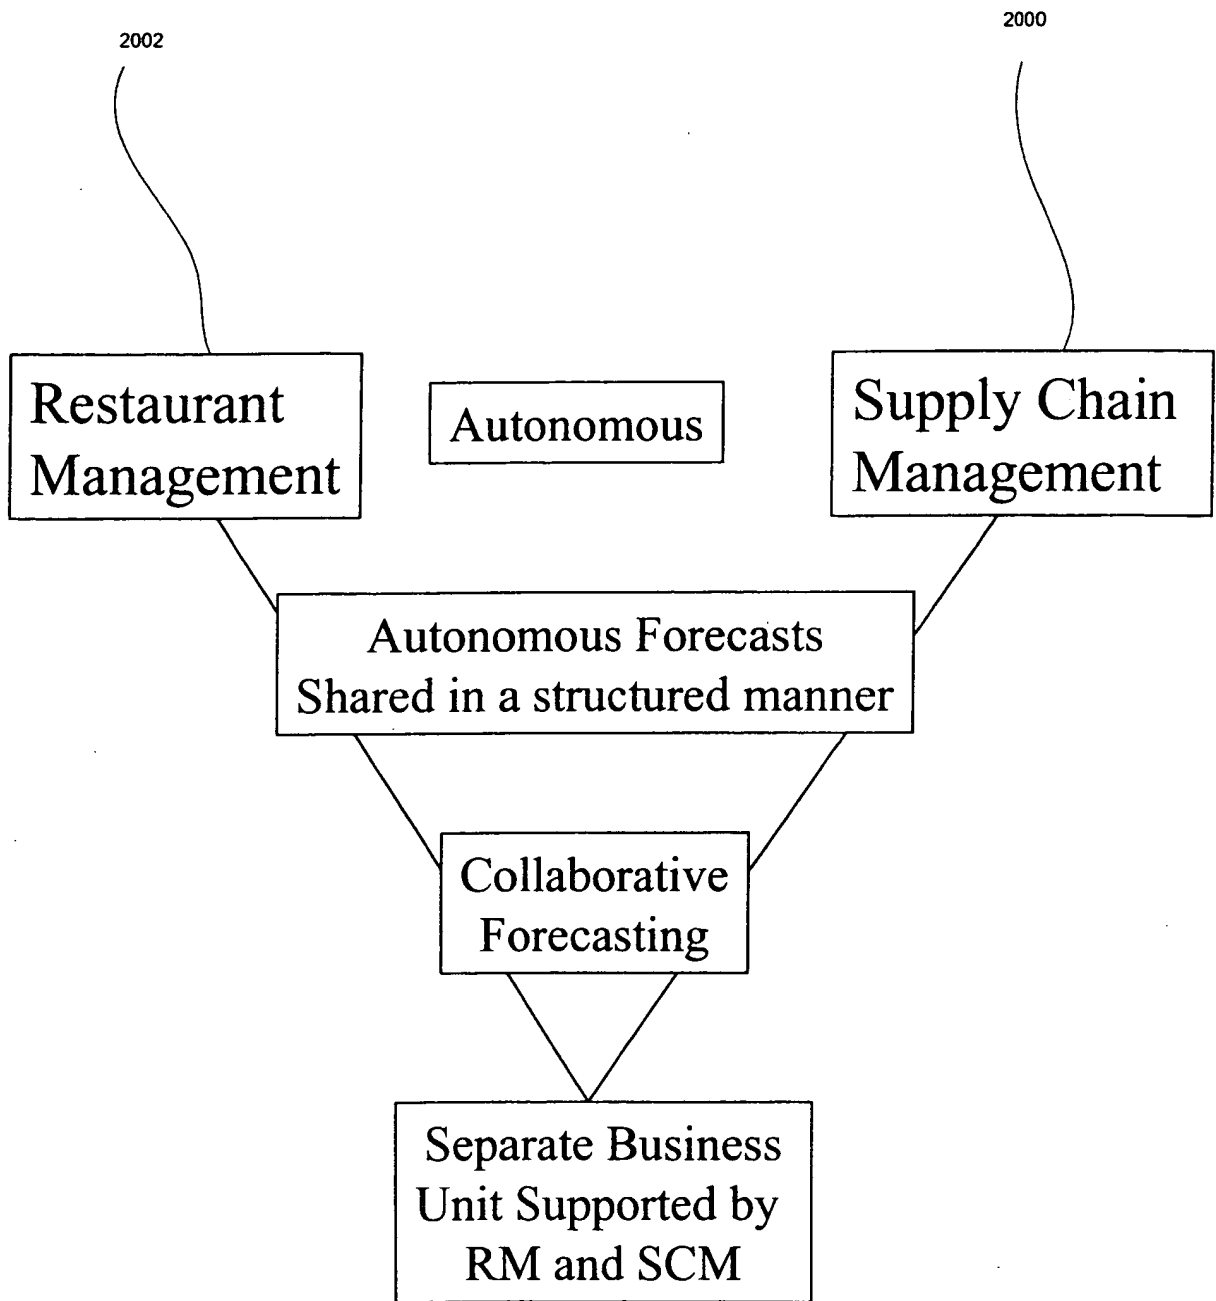 2002
2000
Restaurant
Management
Autonomous
Supply Chain
Management
Autonomous Forecasts
Shared in a structured manner
Collaborative
Forecasting
Separate Business
Unit Supported by
RM and SCM